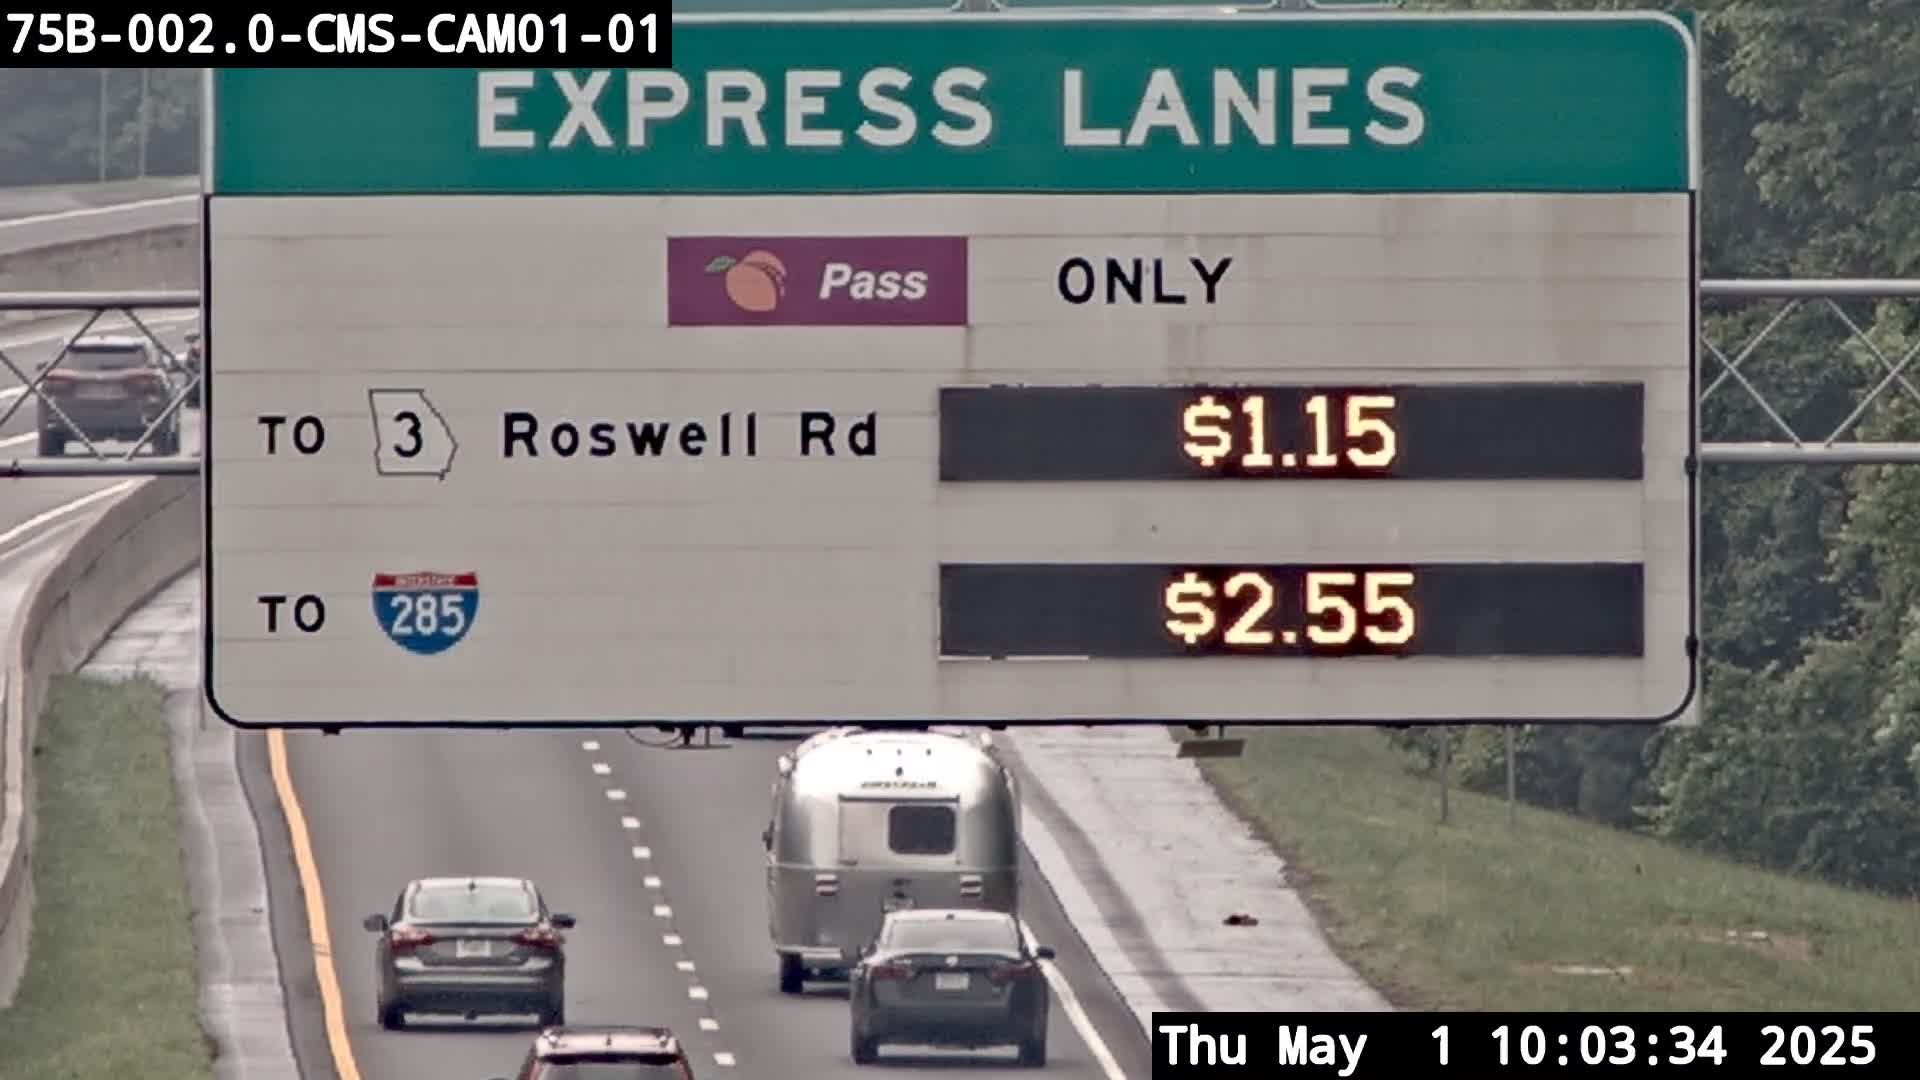 75B-002.0-CMS-CAM01-01
EXPRESS LANES
Pass ONLY
TO 3 Roswell Rd $1.15
TO INTERSTATE 285 $2.55
Thu May 1 10:03:34 2025